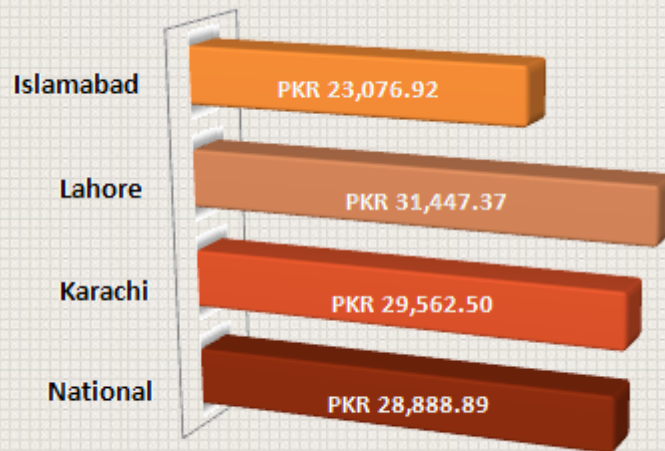 Islamabad PKR 23,076.92
Lahore PKR 31,447.37
Karachi PKR 29,562.50
National PKR 28,888.89